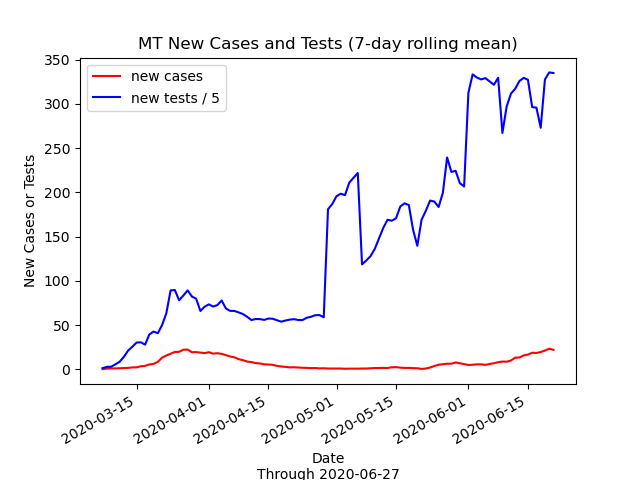 MT New Cases and Tests (7-day rolling mean)
new cases
new tests / 5
New Cases or Tests
350
300
250
200
150
100
50
0
2020-03-15
2020-04-01
2020-04-15
2020-05-01
2020-05-15
2020-06-01
2020-06-15
Date
Through 2020-06-27